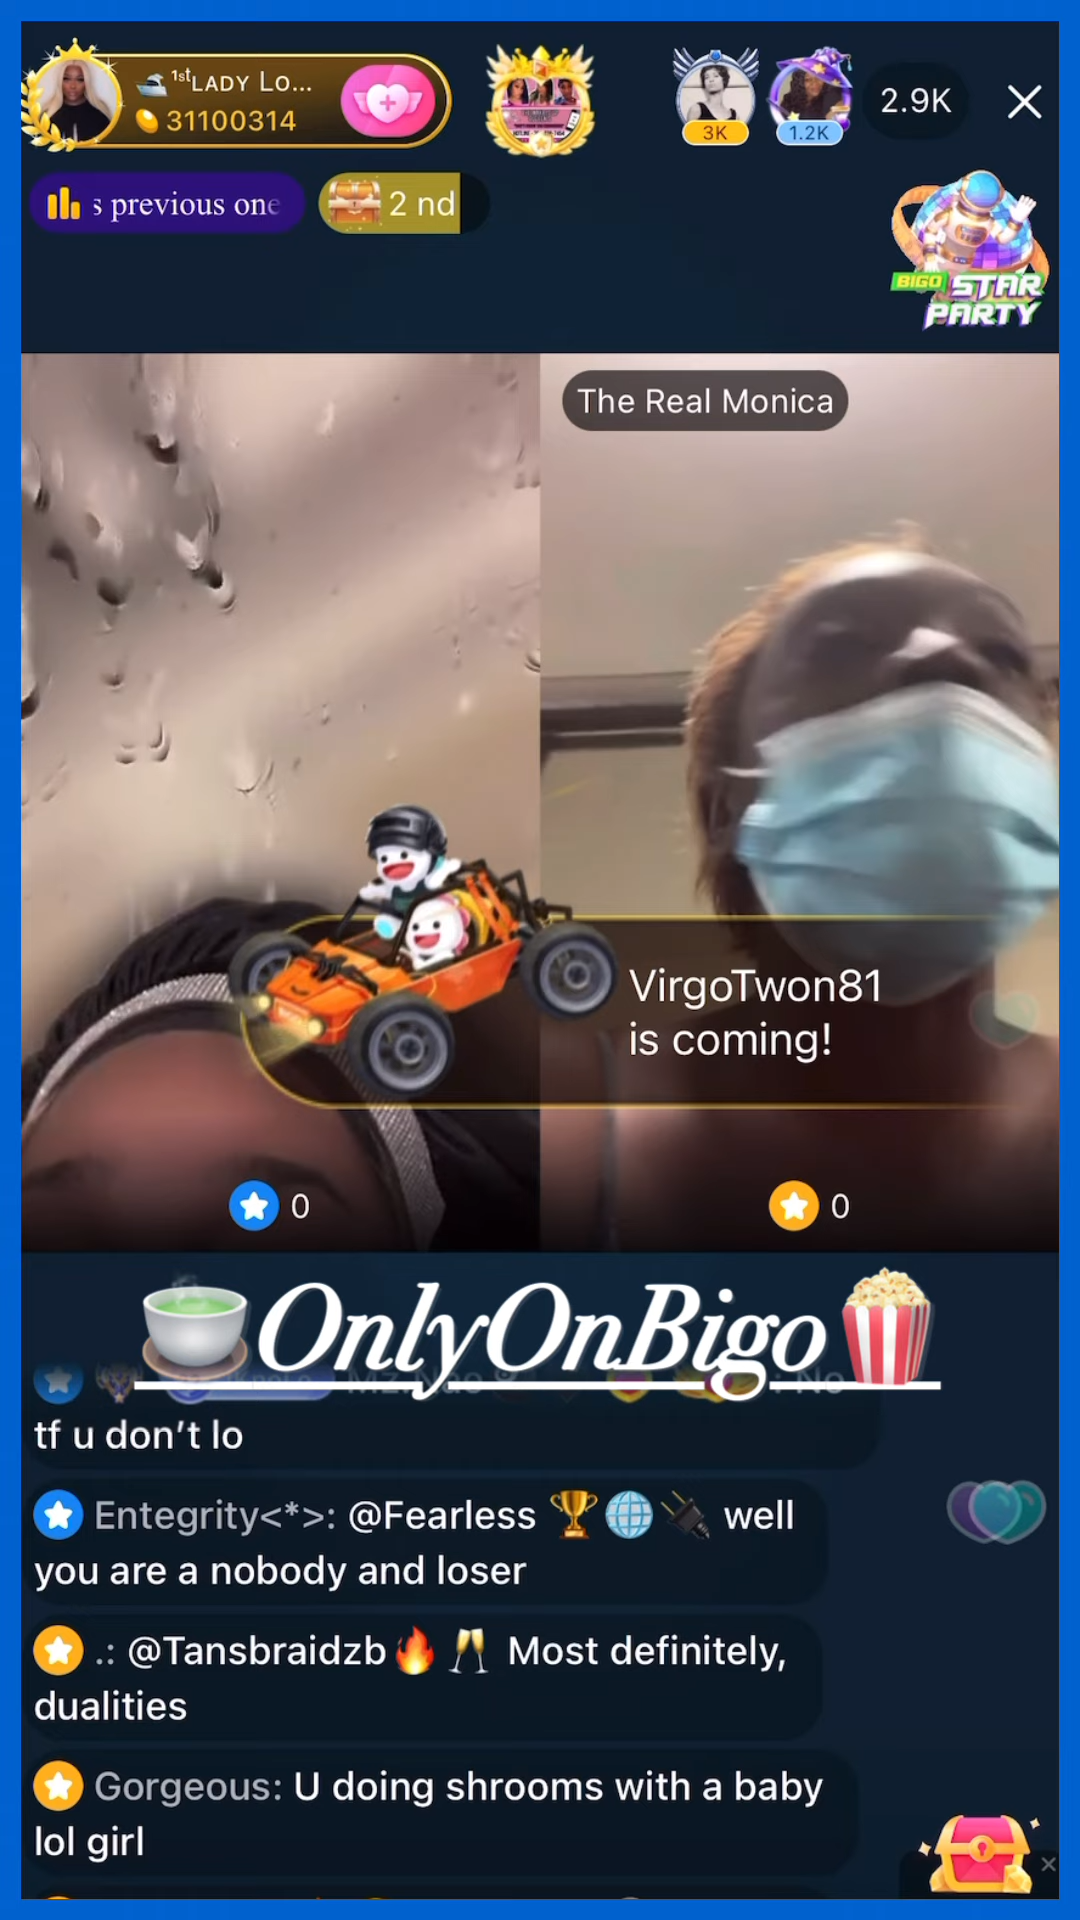 1stLADY Lo...
31100314
3K
1.2K
2.9K
s previous one
2 nd
BIGO STAR
PARTY
The Real Monica
VirgoTwon81
is coming!
0
0
OnlyOnBigo
No
tf u don't lo
Entegrity<*>: @Fearless 🏆🌐🔌 well
you are a nobody and loser
.: @Tansbraidzb🔥🥂 Most definitely,
dualities
Gorgeous: U doing shrooms with a baby
lol girl